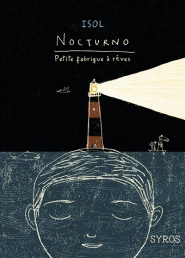 ISOL
NOCTURNO
Petite fabrique à rêves
SYROS